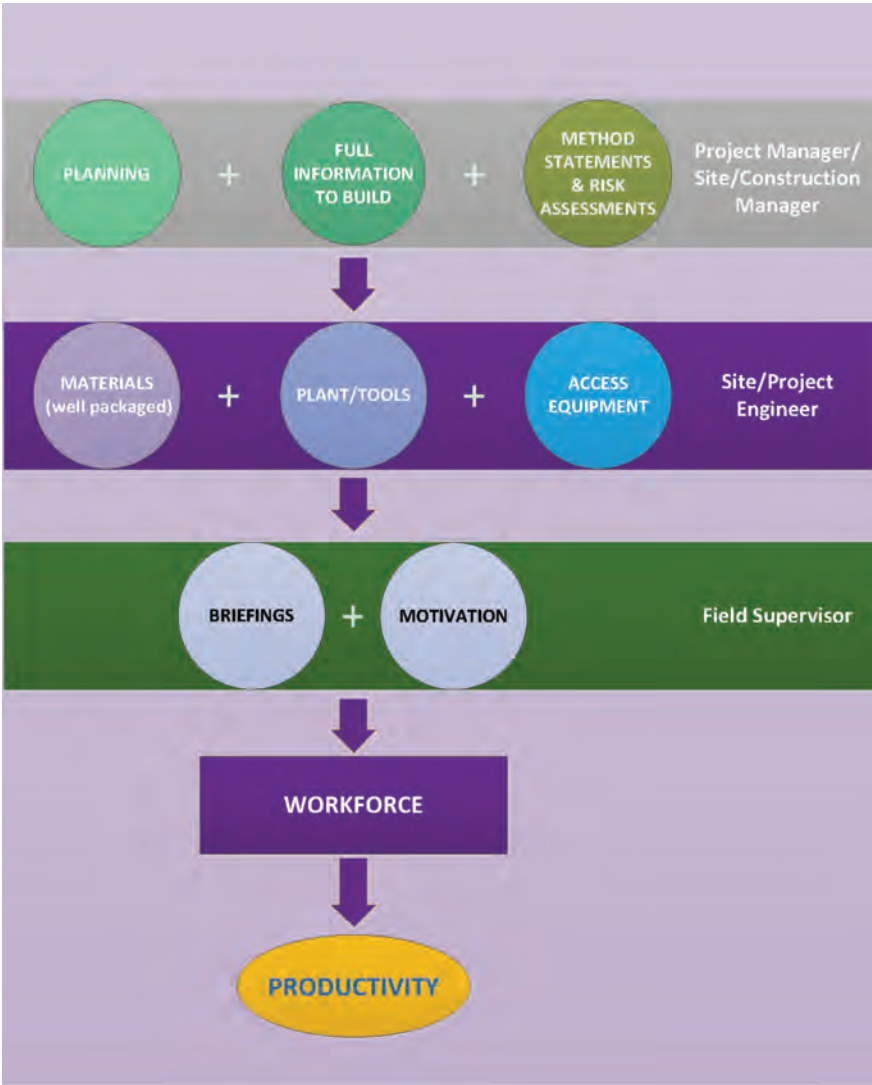 PLANNING
+
FULL
INFORMATION
TO BUILD
+
METHOD
STATEMENTS
& RISK
ASSESSMENTS
Project Manager/
Site/Construction
Manager
MATERIALS
(well packaged)
+
PLANT/TOOLS
+
ACCESS
EQUIPMENT
Site/Project
Engineer
BRIEFINGS
+
MOTIVATION
Field Supervisor
WORKFORCE
PRODUCTIVITY